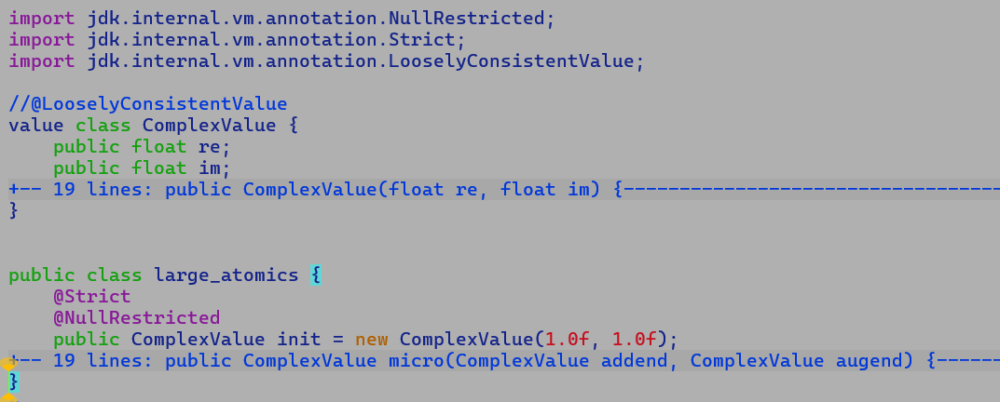 import jdk.internal.vm.annotation.NullRestricted;
import jdk.internal.vm.annotation.Strict;
import jdk.internal.vm.annotation.LooselyConsistentValue;

//@LooselyConsistentValue
value class ComplexValue {
    public float re;
    public float im;
+-- 19 lines: public ComplexValue(float re, float im) {----------------------------------
}

public class large_atomics {
    @Strict
    @NullRestricted
    public ComplexValue init = new ComplexValue(1.0f, 1.0f);
+-- 19 lines: public ComplexValue micro(ComplexValue addend, ComplexValue augend) {------
}